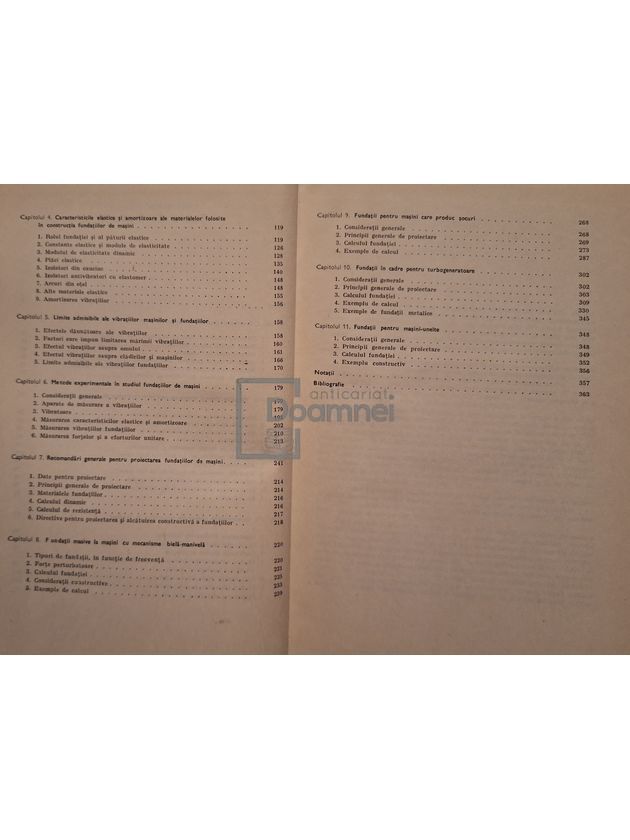 Capitolul 4. Caracteristicile elastice și amortizoare ale materialelor folosite
în construcția fundațiilor de mașini . . . . . 119
1. Rolul fundației și al păturii elastice . . . . . 119
2. Constante elastice și module de elasticitate . . . . . 126
3. Modulul de elasticitate dinamic . . . . . 128
4. Plăci elastice . . . . . 135
5. Izolatori din cauciuc . . . . . 140
6. Izolatori antivibratori cu elastomer . . . . . 148
7. Arcuri din oțel . . . . . 148
8. Alte materiale elastice . . . . . 155
9. Amortizarea vibrațiilor . . . . . 156
Capitolul 5. Limite admisibile ale vibrațiilor mașinilor și fundațiilor . . . . . 158
1. Efectele dăunătoare ale vibrațiilor . . . . . 158
2. Factori care impun limitarea mărimii vibrațiilor . . . . . 160
3. Efectul vibrațiilor asupra omului . . . . . 161
4. Efectul vibrațiilor asupra clădirilor și mașinilor . . . . . 166
5. Limite admisibile ale vibrațiilor fundațiilor . . . . . 170
Capitolul 6. Metode experimentale în studiul fundațiilor de mașini . . . . . 179
1. Considerații generale . . . . . 179
2. Aparate de măsurare a vibrațiilor . . . . . 179
3. Vibratoare . . . . . 195
4. Măsurarea caracteristicilor elastice și amortizoare . . . . . 202
5. Măsurarea vibrațiilor fundațiilor . . . . . 210
6. Măsurarea forțelor și a eforturilor unitare . . . . . 213
Capitolul 7. Recomandări generale pentru proiectarea fundațiilor de mașini . . . . . 241
1. Date pentru proiectare . . . . . 214
2. Principii generale de proiectare . . . . . 214
3. Materialele fundațiilor . . . . . 216
4. Calculul dinamic . . . . . 216
5. Calculul de rezistență . . . . . 217
6. Directive pentru proiectarea și alcătuirea constructivă a fundațiilor . . . . . 218
Capitolul 8. Fundații masive la mașini cu mecanisme bielă-manivelă . . . . . 220
1. Tipuri de fundații, în funcție de frecvență . . . . . 220
2. Forțe perturbatoare . . . . . 221
3. Calculul fundației . . . . . 225
4. Considerații constructive . . . . . 233
5. Exemple de calcul . . . . . 239
Capitolul 9. Fundații pentru mașini care produc șocuri . . . . . 268
1. Considerații generale . . . . . 268
2. Principii generale de proiectare . . . . . 269
3. Calculul fundației . . . . . 273
4. Exemple de calcul . . . . . 287
Capitolul 10. Fundații în cadre pentru turbogeneratoare . . . . . 302
1. Considerații generale . . . . . 302
2. Principii generale de proiectare . . . . . 303
3. Calculul fundației . . . . . 309
4. Exemplu de calcul . . . . . 330
5. Exemple de fundații metalice . . . . . 345
Capitolul 11. Fundații pentru mașini-unelte . . . . . 348
1. Considerații generale . . . . . 348
2. Principii generale de proiectare . . . . . 349
3. Calculul fundației . . . . . 352
4. Exemplu constructiv . . . . . 356
Notații . . . . . 357
Bibliografie . . . . . 363
anticariat
Doamnei